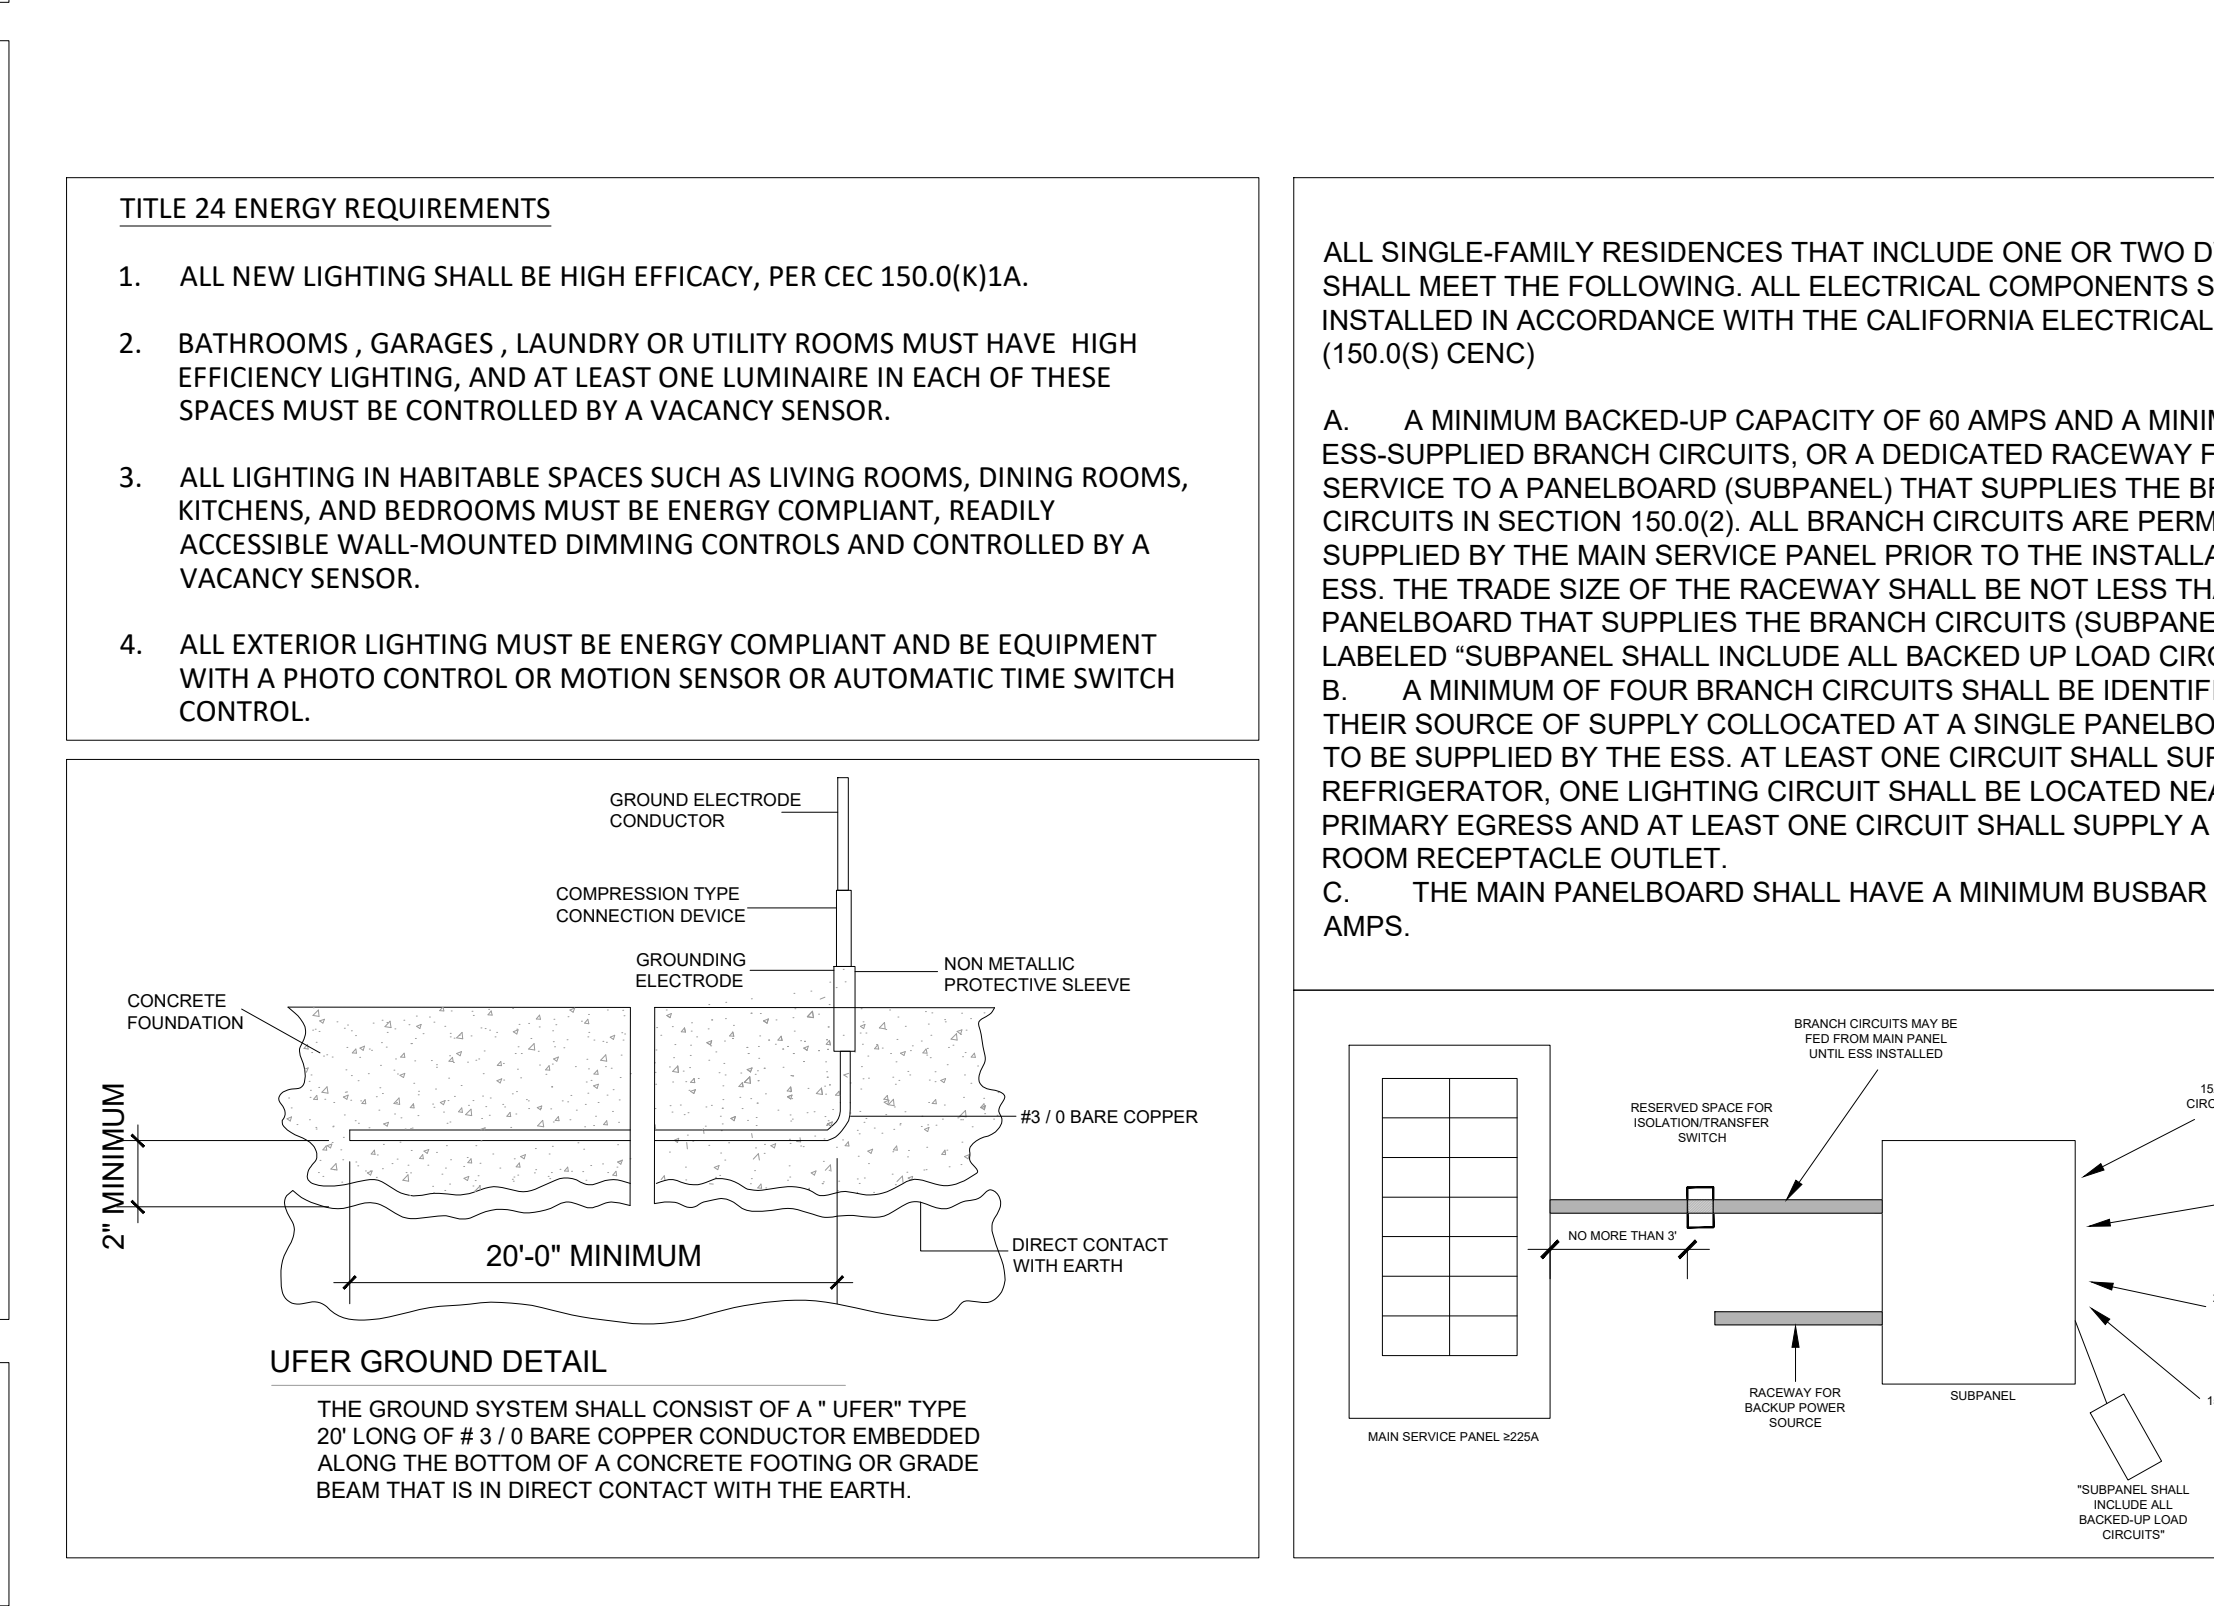 TITLE 24 ENERGY REQUIREMENTS
1. ALL NEW LIGHTING SHALL BE HIGH EFFICACY, PER CEC 150.0(K)1A.
2. BATHROOMS , GARAGES , LAUNDRY OR UTILITY ROOMS MUST HAVE HIGH
EFFICIENCY LIGHTING, AND AT LEAST ONE LUMINAIRE IN EACH OF THESE
SPACES MUST BE CONTROLLED BY A VACANCY SENSOR.
3. ALL LIGHTING IN HABITABLE SPACES SUCH AS LIVING ROOMS, DINING ROOMS,
KITCHENS, AND BEDROOMS MUST BE ENERGY COMPLIANT, READILY
ACCESSIBLE WALL-MOUNTED DIMMING CONTROLS AND CONTROLLED BY A
VACANCY SENSOR.
4. ALL EXTERIOR LIGHTING MUST BE ENERGY COMPLIANT AND BE EQUIPMENT
WITH A PHOTO CONTROL OR MOTION SENSOR OR AUTOMATIC TIME SWITCH
CONTROL.
GROUND ELECTRODE
CONDUCTOR
COMPRESSION TYPE
CONNECTION DEVICE
GROUNDING
ELECTRODE
NON METALLIC
PROTECTIVE SLEEVE
CONCRETE
FOUNDATION
2" MINIMUM
#3 / 0 BARE COPPER
20'-0" MINIMUM
DIRECT CONTACT
WITH EARTH
UFER GROUND DETAIL
THE GROUND SYSTEM SHALL CONSIST OF A " UFER" TYPE
20' LONG OF # 3 / 0 BARE COPPER CONDUCTOR EMBEDDED
ALONG THE BOTTOM OF A CONCRETE FOOTING OR GRADE
BEAM THAT IS IN DIRECT CONTACT WITH THE EARTH.
ALL SINGLE-FAMILY RESIDENCES THAT INCLUDE ONE OR TWO
SHALL MEET THE FOLLOWING. ALL ELECTRICAL COMPONENTS
INSTALLED IN ACCORDANCE WITH THE CALIFORNIA ELECTRICAL
(150.0(S) CENC)
A. A MINIMUM BACKED-UP CAPACITY OF 60 AMPS AND A
ESS-SUPPLIED BRANCH CIRCUITS, OR A DEDICATED RACEWAY
SERVICE TO A PANELBOARD (SUBPANEL) THAT SUPPLIES THE
CIRCUITS IN SECTION 150.0(2). ALL BRANCH CIRCUITS ARE
SUPPLIED BY THE MAIN SERVICE PANEL PRIOR TO THE
ESS. THE TRADE SIZE OF THE RACEWAY SHALL BE NOT LESS
PANELBOARD THAT SUPPLIES THE BRANCH CIRCUITS
LABELED “SUBPANEL SHALL INCLUDE ALL BACKED UP LOAD
B. A MINIMUM OF FOUR BRANCH CIRCUITS SHALL BE
THEIR SOURCE OF SUPPLY COLLOCATED AT A SINGLE
TO BE SUPPLIED BY THE ESS. AT LEAST ONE CIRCUIT SHALL
REFRIGERATOR, ONE LIGHTING CIRCUIT SHALL BE LOCATED
PRIMARY EGRESS AND AT LEAST ONE CIRCUIT SHALL SUPPLY A
ROOM RECEPTACLE OUTLET.
C. THE MAIN PANELBOARD SHALL HAVE A MINIMUM BUSBAR
AMPS.
BRANCH CIRCUITS MAY BE
FED FROM MAIN PANEL
UNTIL ESS INSTALLED
RESERVED SPACE FOR
ISOLATION/TRANSFER
SWITCH
NO MORE THAN 3'
RACEWAY FOR
BACKUP POWER
SOURCE
SUBPANEL
MAIN SERVICE PANEL ≥225A
"SUBPANEL SHALL
INCLUDE ALL
BACKED-UP LOAD
CIRCUITS"